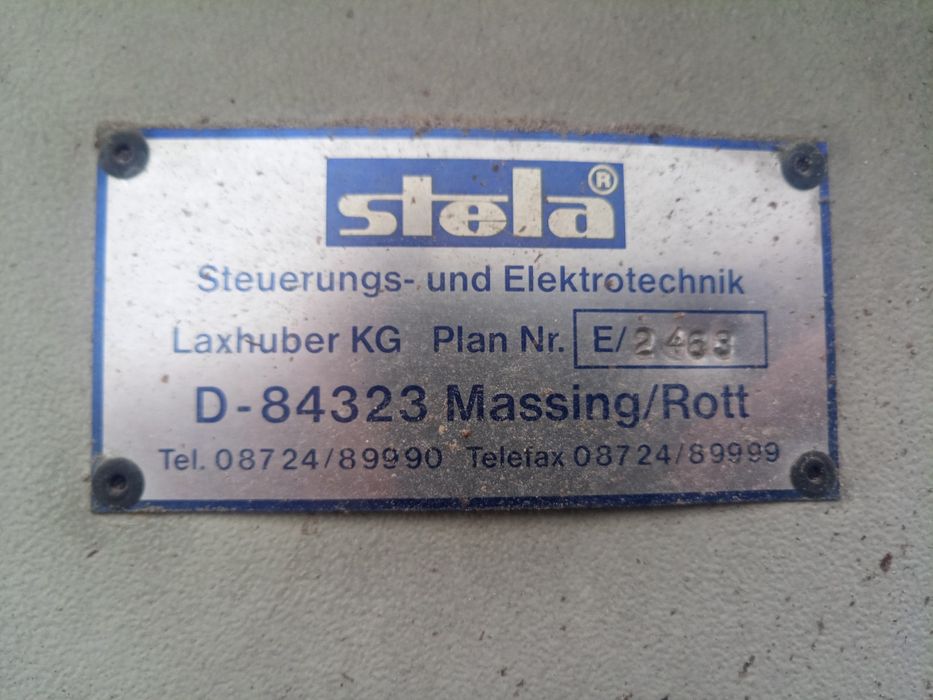 stela®
Steuerungs- und Elektrotechnik
Laxhuber KG Plan Nr. E/2463
D-84323 Massing/Rott
Tel. 08724/89990 Telefax 08724/89999